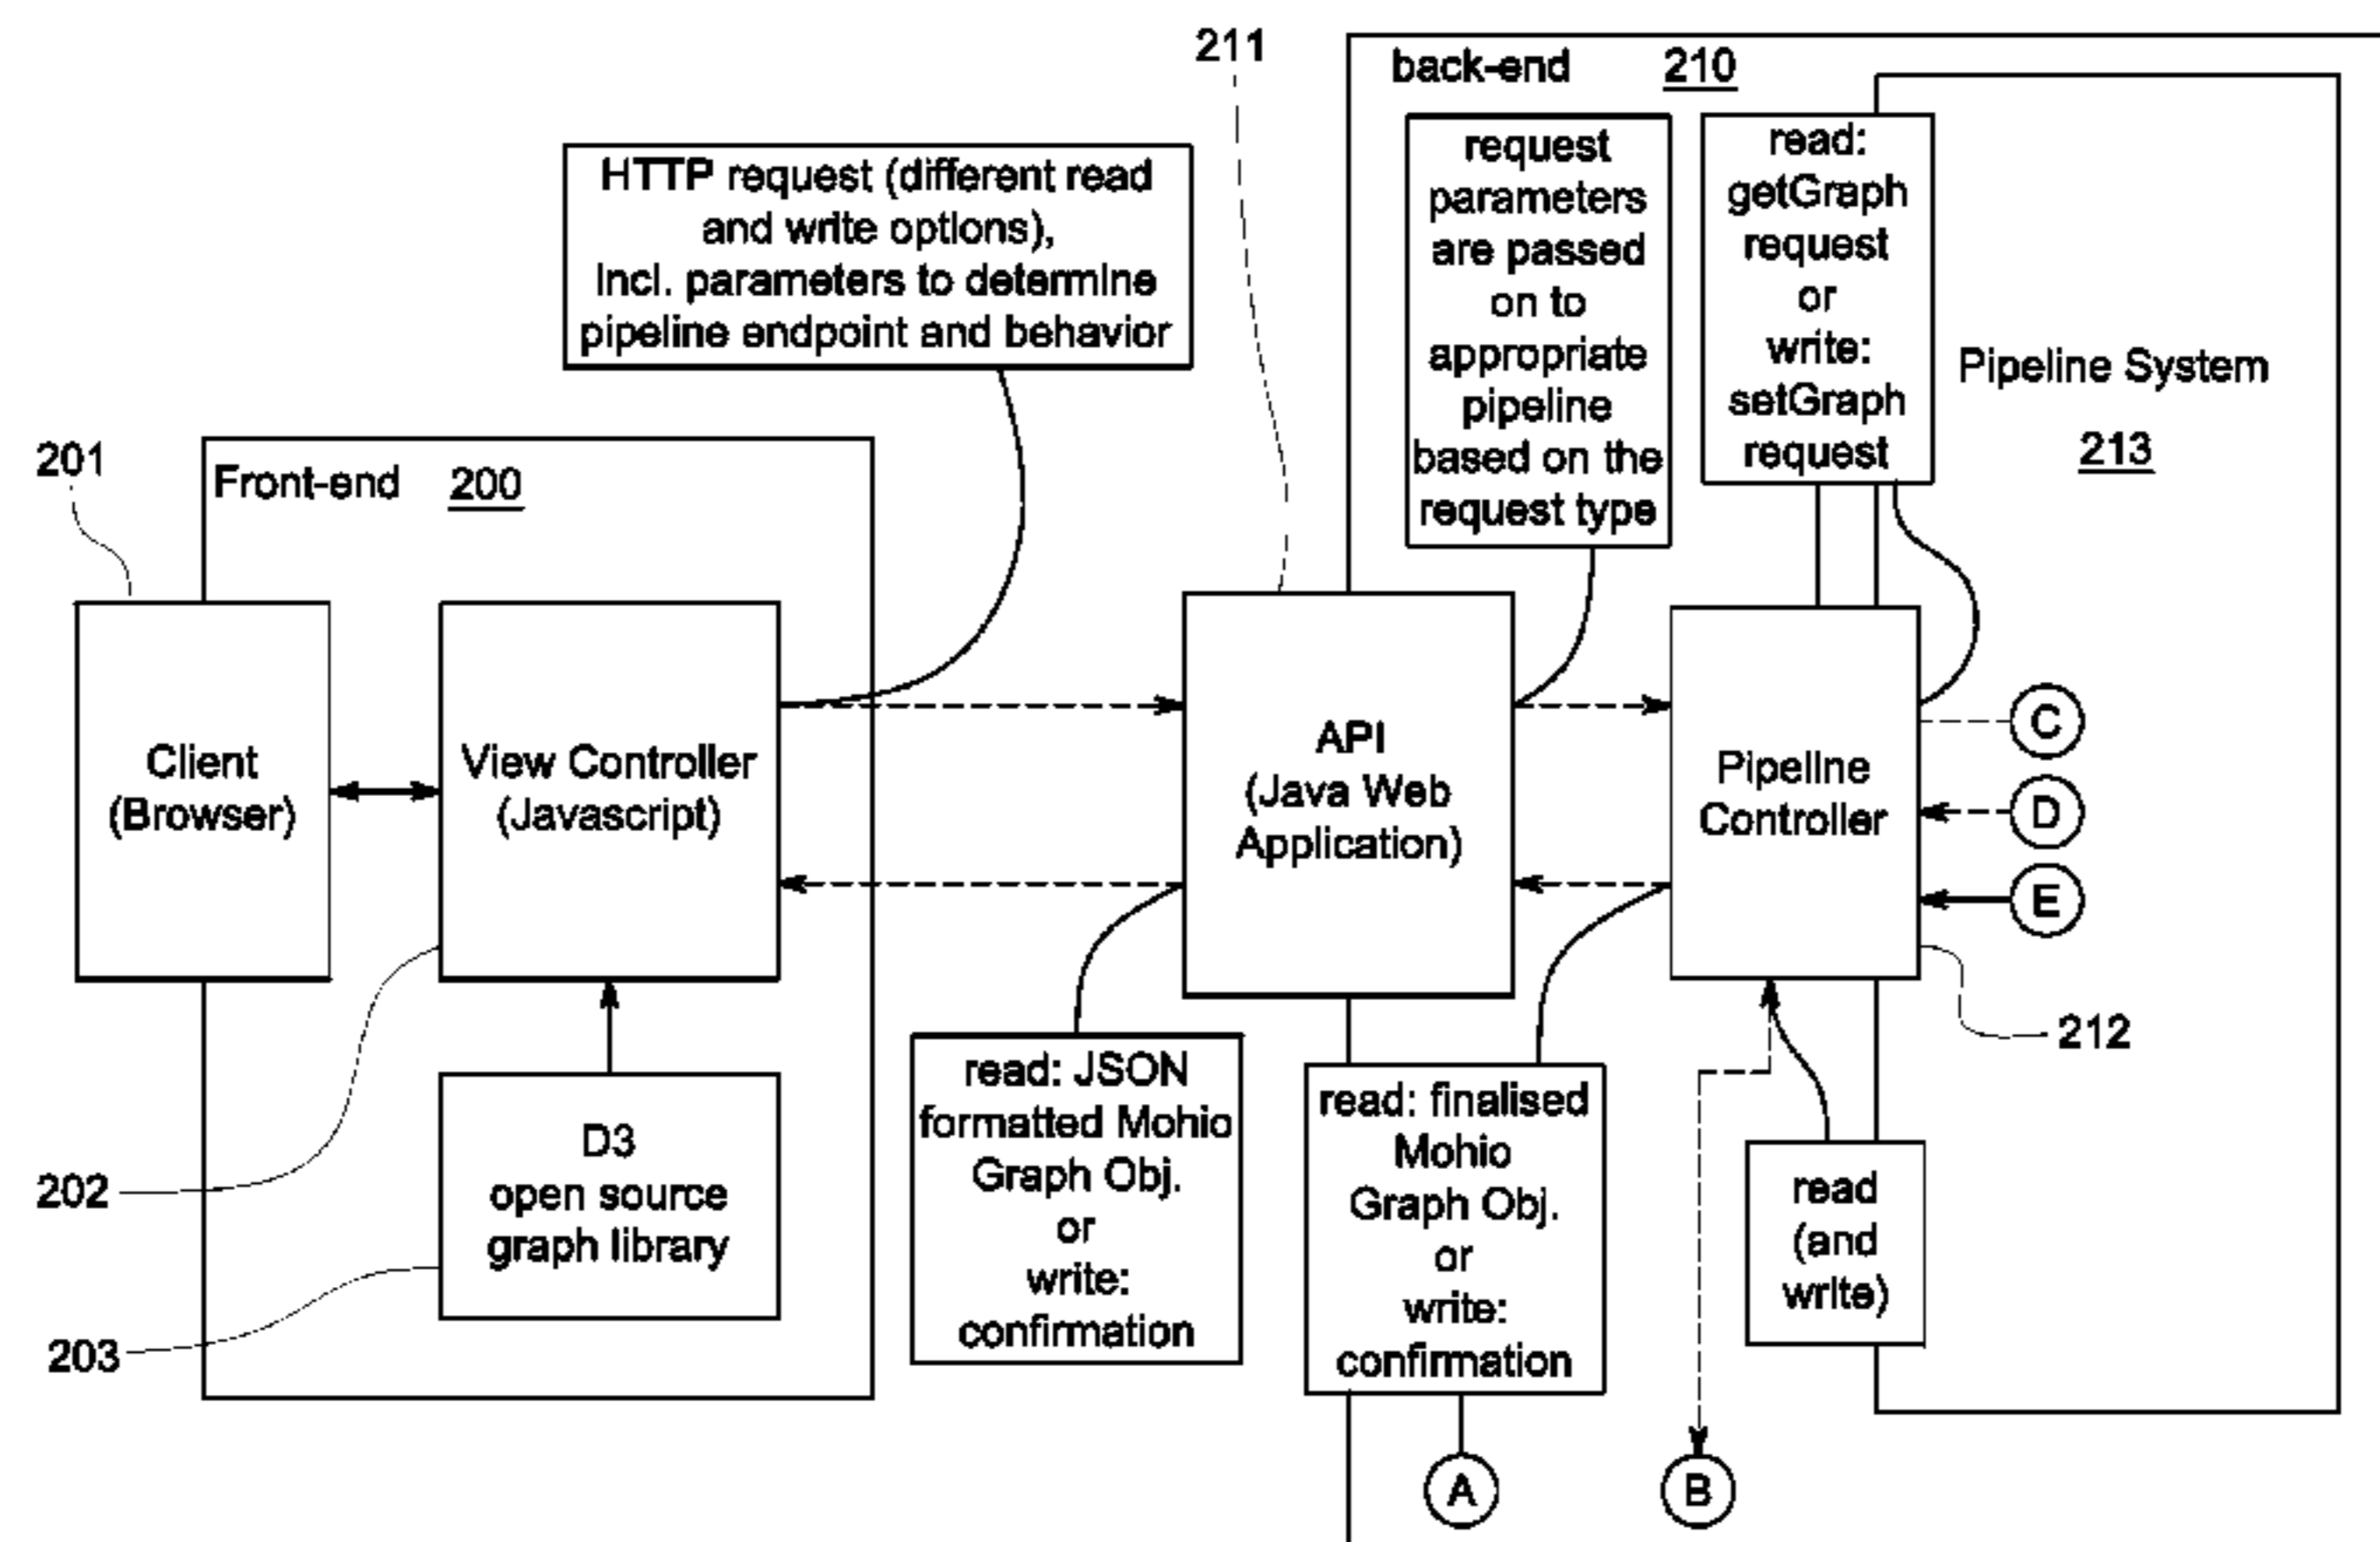 211
back-end 210
HTTP request (different read
and write options),
incl. parameters to determine
pipeline endpoint and behavior
request
parameters
are passed
on to
appropriate
pipeline
based on the
request type
read:
getGraph
request
or
write:
setGraph
request
Pipeline System
213
201
Front-end 200
Client
(Browser)
View Controller
(Javascript)
API
(Java Web
Application)
Pipeline
Controller
C
D
E
212
202
203
D3
open source
graph library
read: JSON
formatted Mohio
Graph Obj.
or
write:
confirmation
read: finalised
Mohio
Graph Obj.
or
write:
confirmation
read
(and
write)
A
B